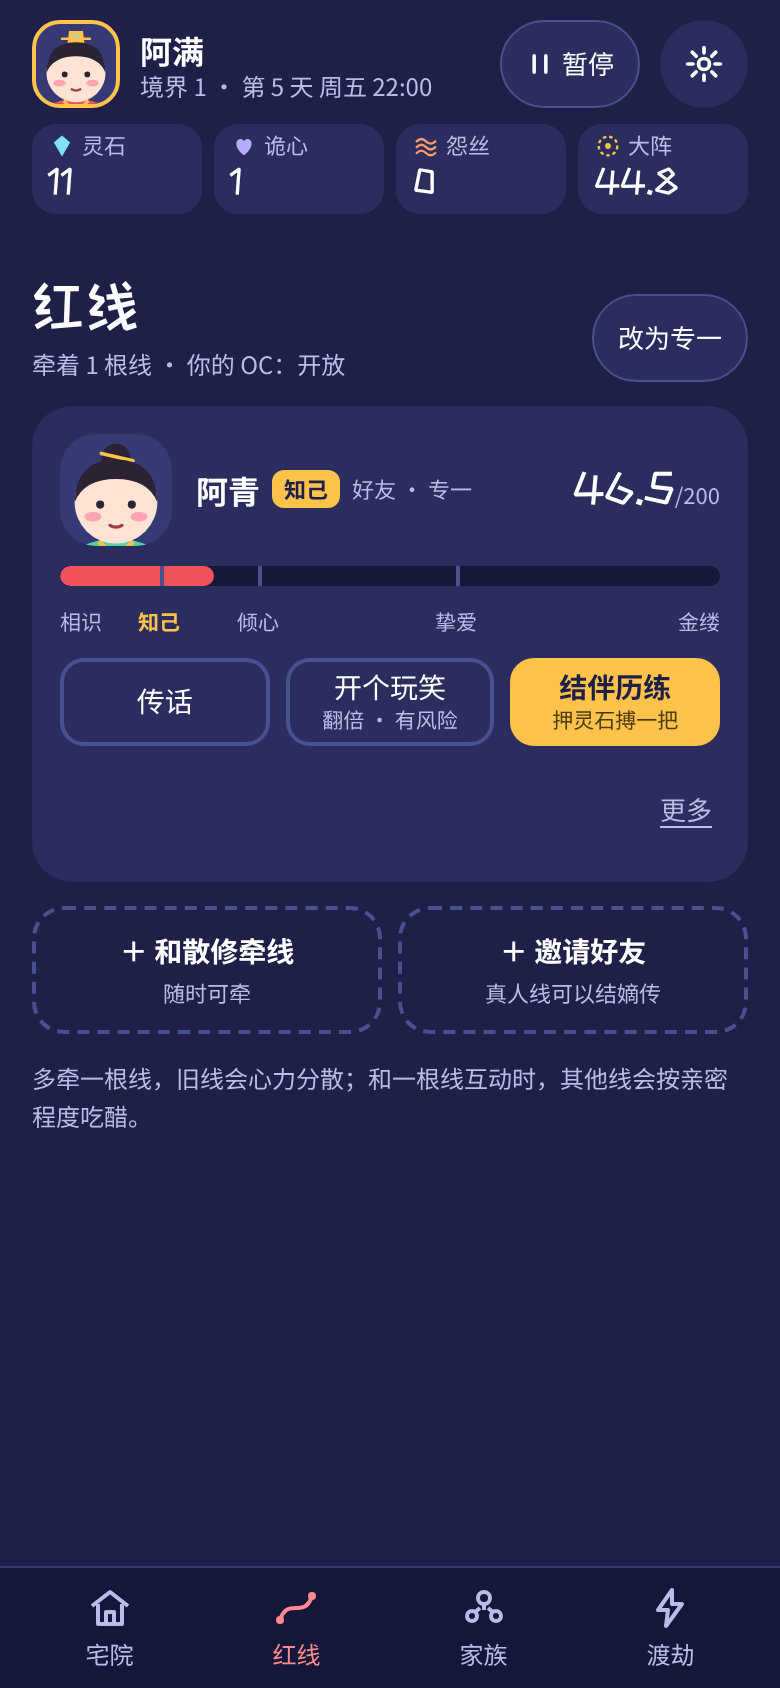 阿满
境界 1 · 第 5 天 周五 22:00
暂停
灵石
11
诡心
1
怨丝
0
大阵
44.8
红线
牵着 1 根线 · 你的 OC：开放
改为专一
阿青 知己 好友 · 专一
46.5/200
相识 知己 倾心 挚爱 金缕
传话
开个玩笑
翻倍 · 有风险
结伴历练
押灵石搏一把
更多
＋ 和散修牵线
随时可牵
＋ 邀请好友
真人线可以结嫡传
多牵一根线，旧线会心力分散；和一根线互动时，其他线会按亲密
程度吃醋。
宅院 红线 家族 渡劫